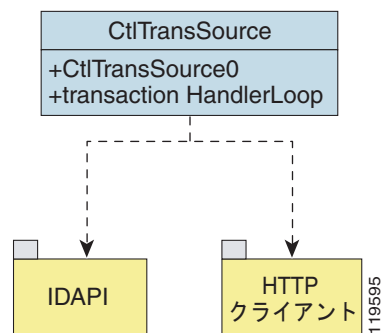 CtlTransSource
+CtlTransSource0
+transaction HandlerLoop
IDAPI
HTTP
クライアント
119595